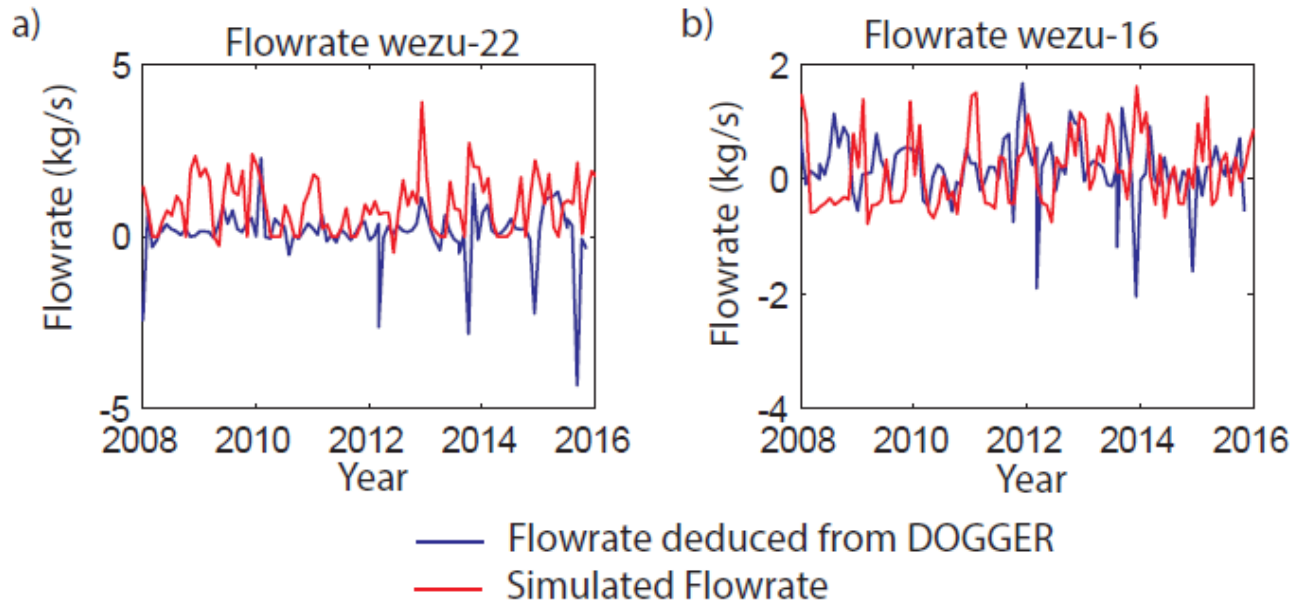 a)
Flowrate wezu-22
5
0
-5
Flowrate (kg/s)
2008 2010 2012 2014 2016
Year
b)
Flowrate wezu-16
2
0
-2
-4
Flowrate (kg/s)
2008 2010 2012 2014 2016
Year
Flowrate deduced from DOGGER
Simulated Flowrate